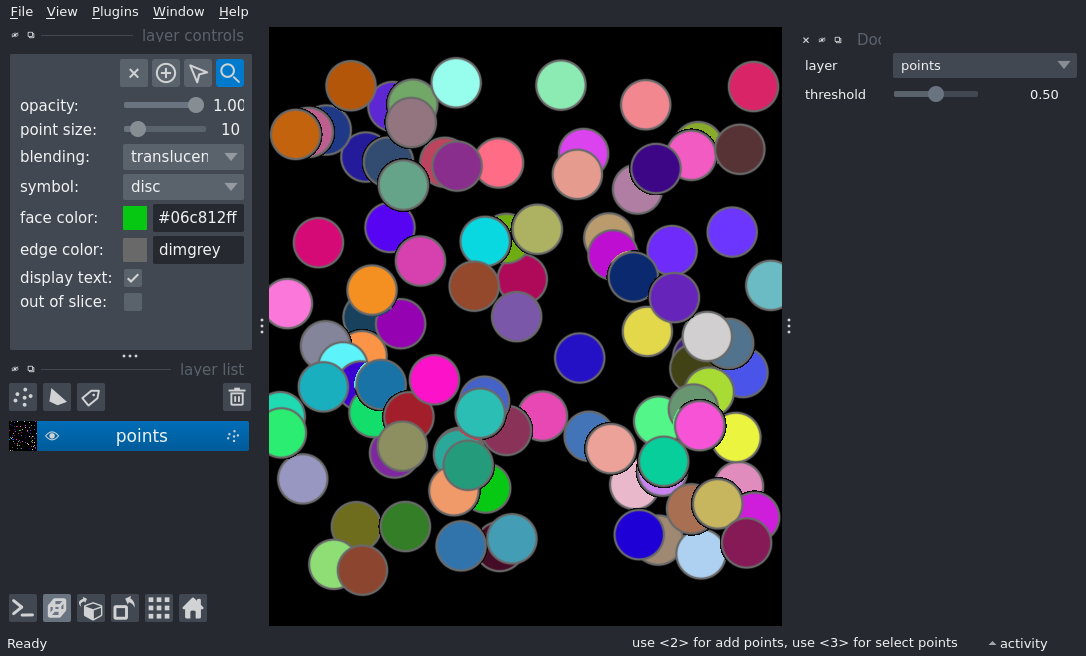 File View Plugins Window Help
layer controls
opacity: 1.00
point size: 10
blending: translucen
symbol: disc
face color: #06c812ff
edge color: dimgrey
display text:
out of slice:
layer list
points
Ready
Doc
layer points
threshold 0.50
use <2> for add points, use <3> for select points
activity